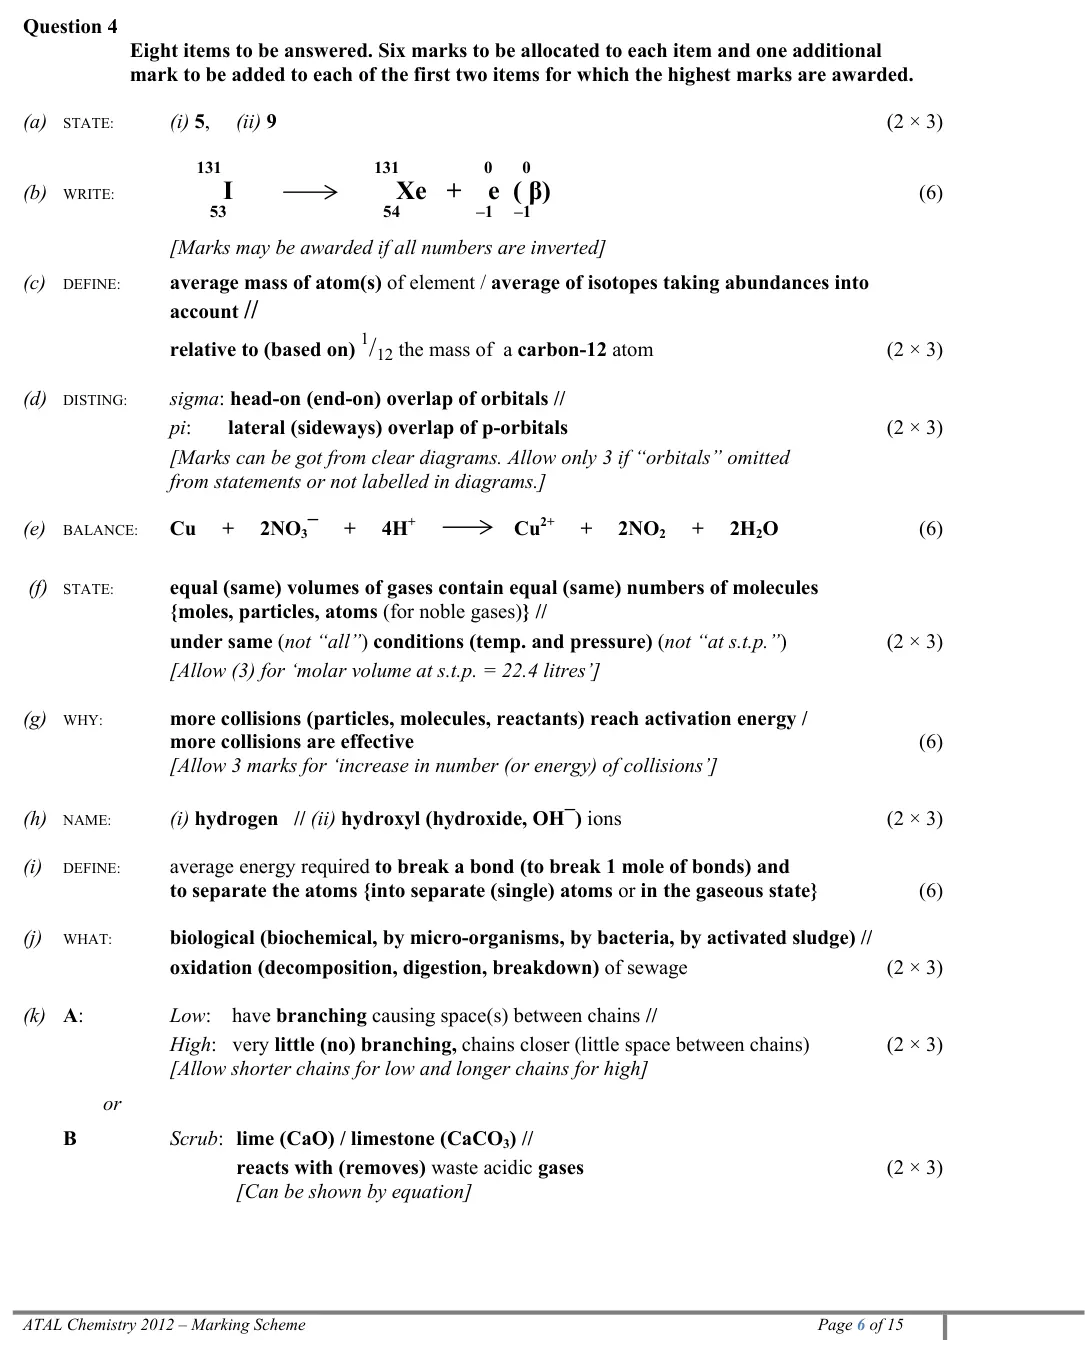 Question 4
Eight items to be answered. Six marks to be allocated to each item and one additional
mark to be added to each of the first two items for which the highest marks are awarded.
(a) STATE: (i) 5, (ii) 9 (2 × 3)
131 131 0 0
(b) WRITE: I ⟶ Xe + e ( β) (6)
53 54 –1 –1
[Marks may be awarded if all numbers are inverted]
(c) DEFINE: average mass of atom(s) of element / average of isotopes taking abundances into
account //
relative to (based on) 1/12 the mass of a carbon-12 atom (2 × 3)
(d) DISTING: sigma: head-on (end-on) overlap of orbitals //
pi: lateral (sideways) overlap of p-orbitals (2 × 3)
[Marks can be got from clear diagrams. Allow only 3 if “orbitals” omitted
from statements or not labelled in diagrams.]
(e) BALANCE: Cu + 2NO₃¯ + 4H⁺ ⟶ Cu²⁺ + 2NO₂ + 2H₂O (6)
(f) STATE: equal (same) volumes of gases contain equal (same) numbers of molecules
{moles, particles, atoms (for noble gases)} //
under same (not “all”) conditions (temp. and pressure) (not “at s.t.p.”) (2 × 3)
[Allow (3) for ‘molar volume at s.t.p. = 22.4 litres’]
(g) WHY: more collisions (particles, molecules, reactants) reach activation energy /
more collisions are effective (6)
[Allow 3 marks for ‘increase in number (or energy) of collisions’]
(h) NAME: (i) hydrogen // (ii) hydroxyl (hydroxide, OH¯) ions (2 × 3)
(i) DEFINE: average energy required to break a bond (to break 1 mole of bonds) and
to separate the atoms {into separate (single) atoms or in the gaseous state} (6)
(j) WHAT: biological (biochemical, by micro-organisms, by bacteria, by activated sludge) //
oxidation (decomposition, digestion, breakdown) of sewage (2 × 3)
(k) A: Low: have branching causing space(s) between chains //
High: very little (no) branching, chains closer (little space between chains) (2 × 3)
[Allow shorter chains for low and longer chains for high]
or
B Scrub: lime (CaO) / limestone (CaCO₃) //
reacts with (removes) waste acidic gases (2 × 3)
[Can be shown by equation]
ATAL Chemistry 2012 – Marking Scheme Page 6 of 15